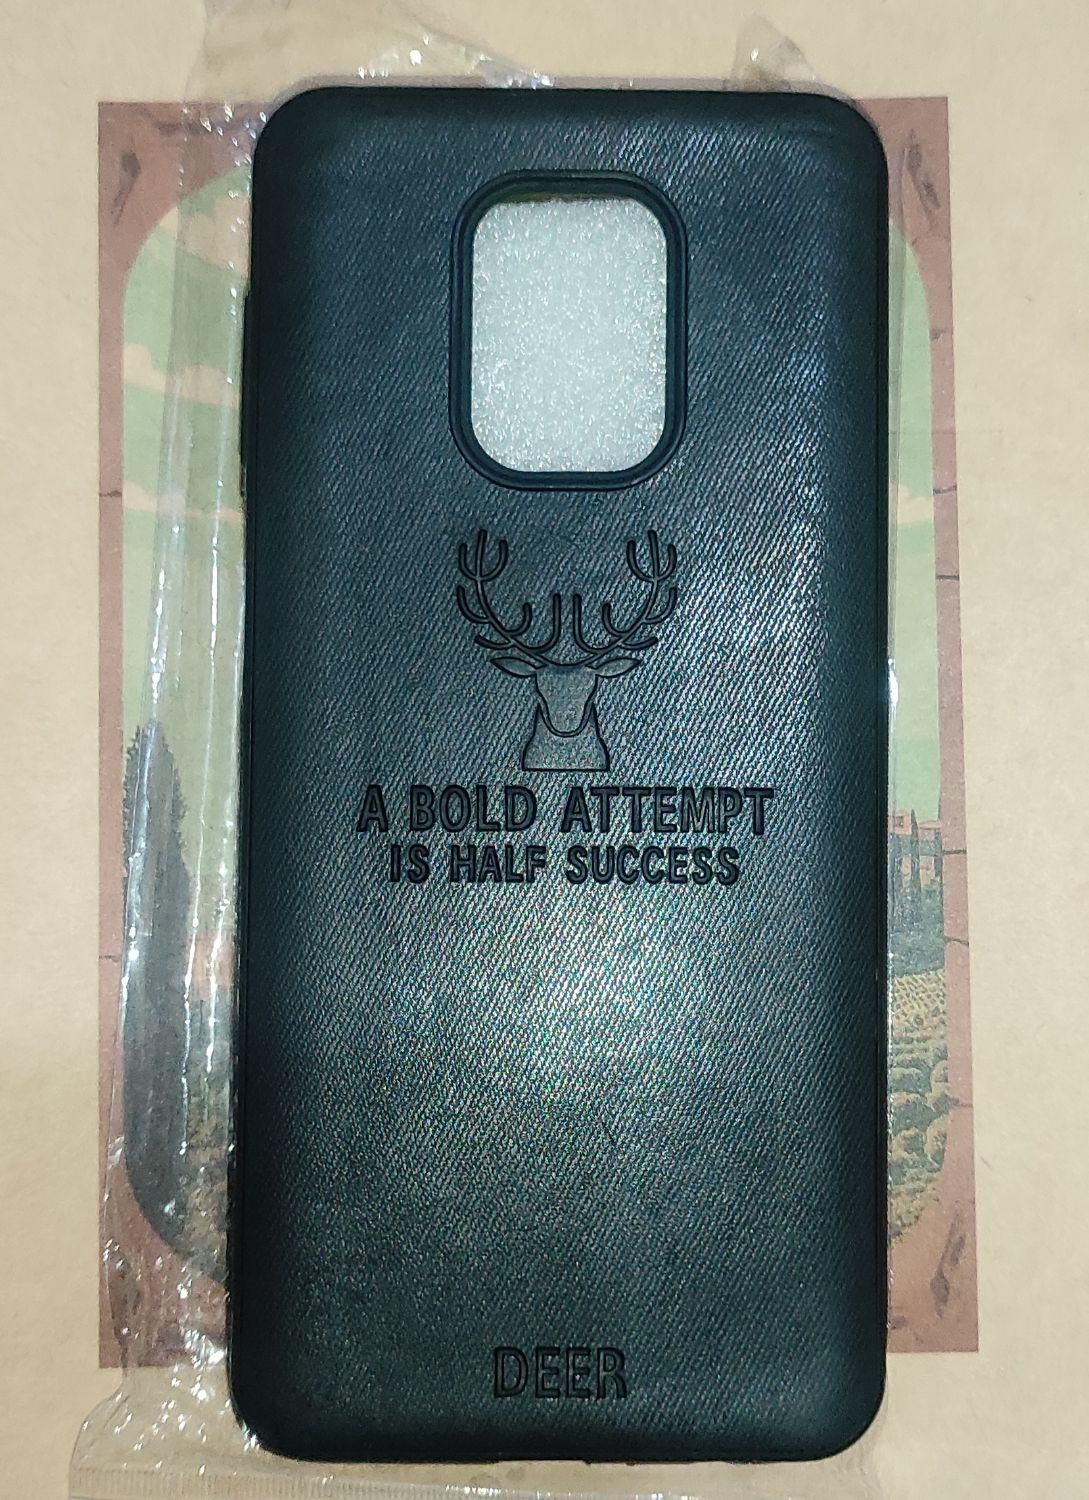 A BOLD ATTEMPT
IS HALF SUCCESS
DEER